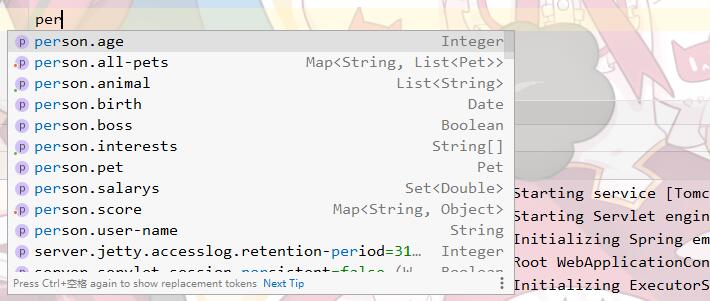 per
person.age Integer
person.all-pets Map<String, List<Pet>>
person.animal List<String>
person.birth Date
person.boss Boolean
person.interests String[]
person.pet Pet
person.salarys Set<Double>
person.score Map<String, Object>
person.user-name String
server.jetty.accesslog.retention-period=31… Integer
server.servlet.session.persistent=false (W… Boolean
Press Ctrl+空格 again to show replacement tokens Next Tip
Starting service [Tomc
Starting Servlet engin
Initializing Spring em
Root WebApplicationCon
Initializing ExecutorS